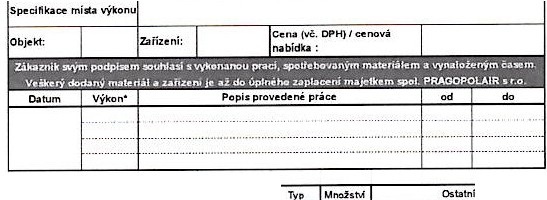 Specifikace místa výkonu
Objekt: Zařízení: Cena (vč. DPH) / cenová
nabídka :
Zákazník svým podpisem souhlasí s vykonanou prací, spotřebovaným materiálem a vynaloženým časem.
Veškerý dodaný materiál a zařízení je až do úplného zaplacení majetkem spol. PRAGOPOLAIR s r.o.
Datum Výkon* Popis provedené práce od do
Typ Množství Ostatní